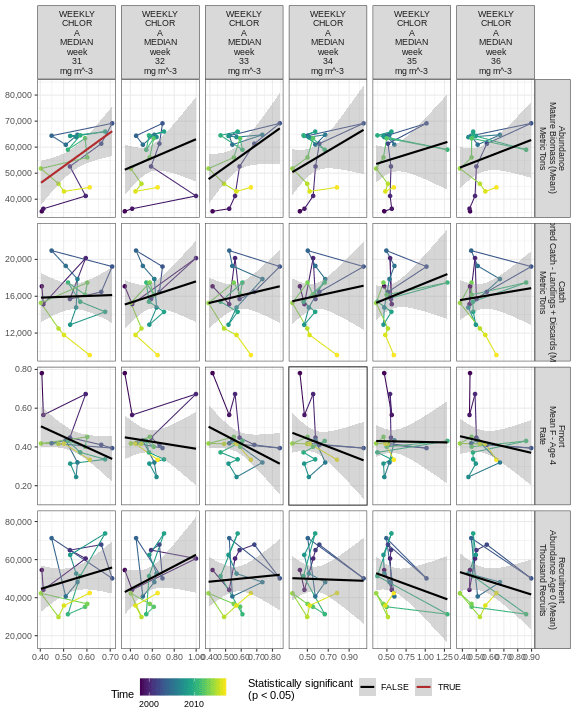 WEEKLY CHLOR A MEDIAN week 31 mg m^-3
WEEKLY CHLOR A MEDIAN week 32 mg m^-3
WEEKLY CHLOR A MEDIAN week 33 mg m^-3
WEEKLY CHLOR A MEDIAN week 34 mg m^-3
WEEKLY CHLOR A MEDIAN week 35 mg m^-3
WEEKLY CHLOR A MEDIAN week 36 mg m^-3
80,000
70,000
60,000
50,000
40,000
Abundance
Mature Biomass (Mean)
Metric Tons
20,000
16,000
12,000
Catch
rted Catch - Landings + Discards (M
Metric Tons
0.80
0.60
0.40
0.20
Fmort
Mean F - Age 4
Rate
80,000
60,000
40,000
20,000
Recruitment
Abundance Age 0 (Mean)
Thousand Recruits
0.40 0.50 0.60 0.70
0.40 0.60 0.80 1.00
0.40 0.50 0.60 0.70 0.80
0.50 0.70 0.90
0.50 0.75 1.00 1.25
0.40 0.50 0.60 0.70 0.80 0.90
Time
2000 2010
Statistically significant
(p < 0.05)
FALSE
TRUE